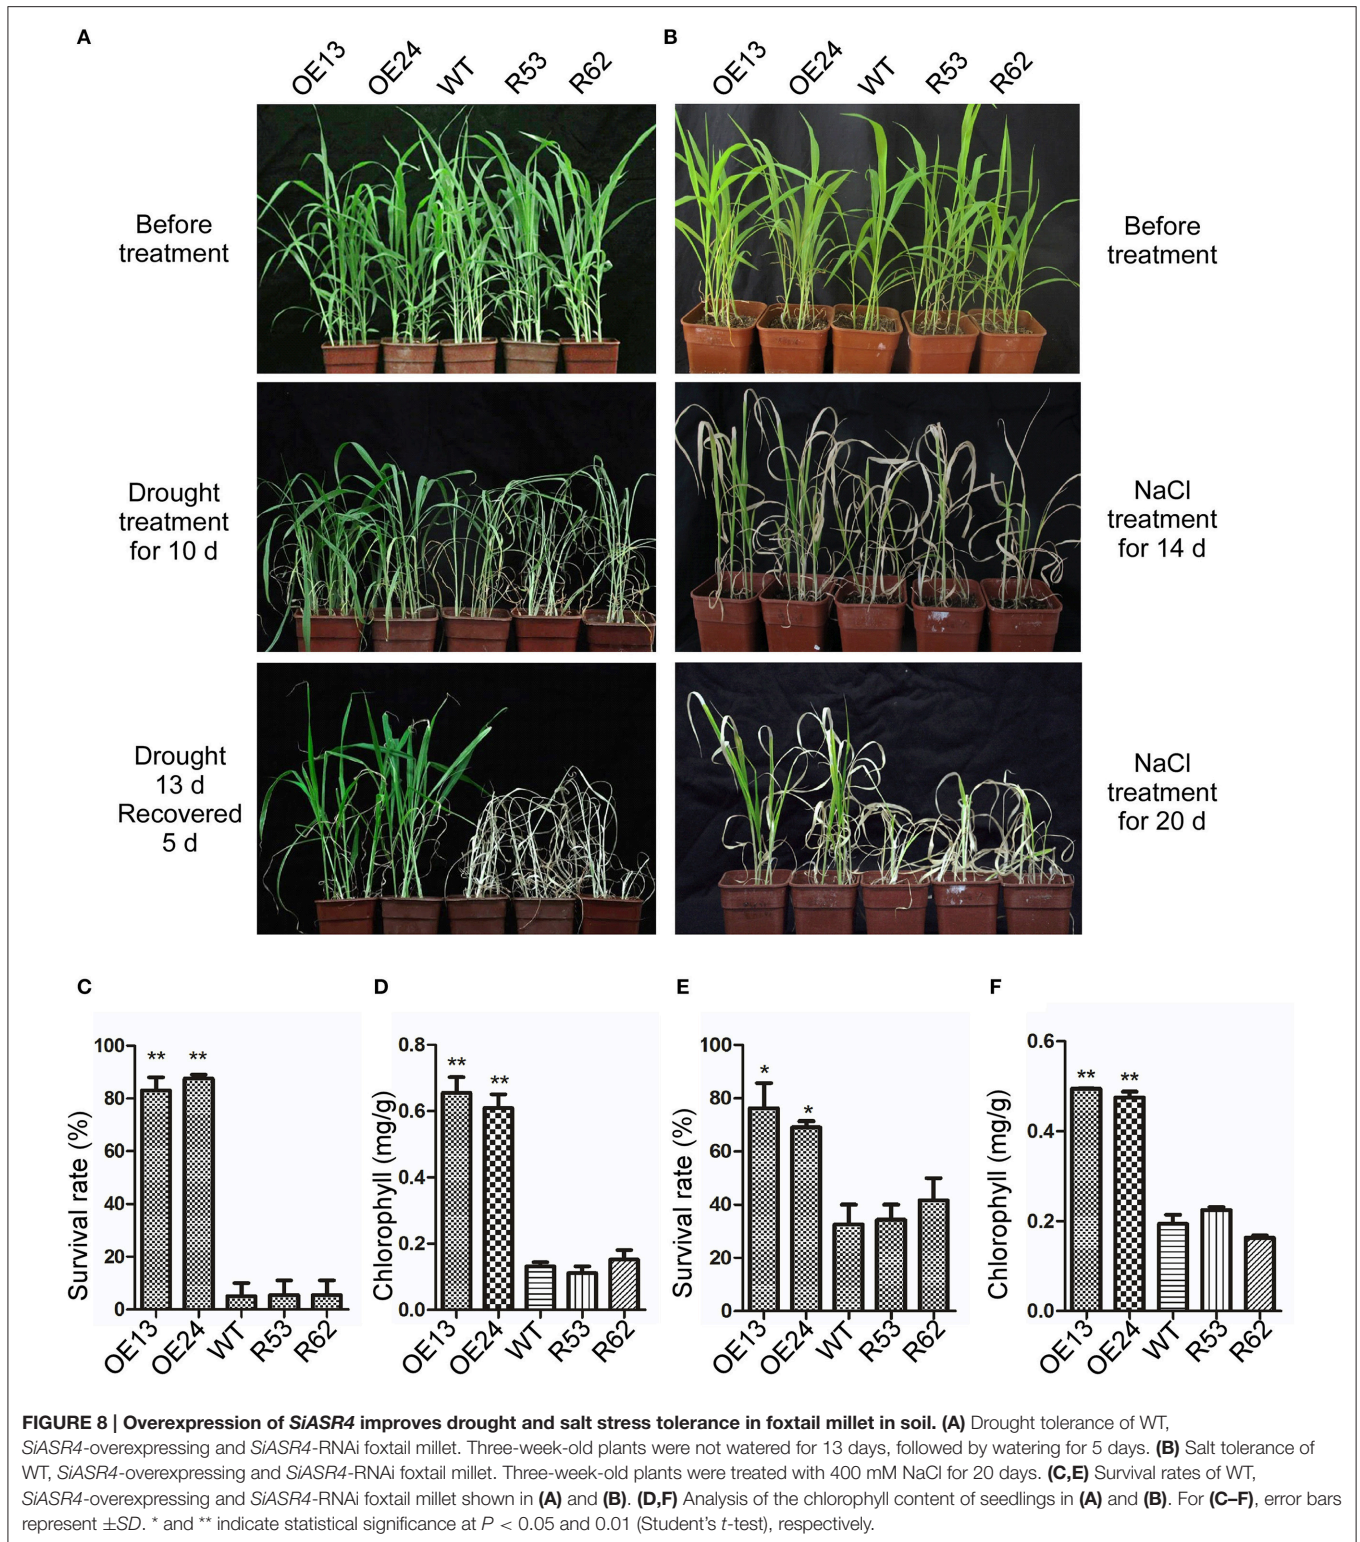 A
OE13 OE24 WT R53 R62
B
OE13 OE24 WT R53 R62
Before
treatment
Before
treatment
Drought
treatment
for 10 d
NaCl
treatment
for 14 d
Drought
13 d
Recovered
5 d
NaCl
treatment
for 20 d
C
Survival rate (%)
100
80
60
40
20
0
** **
OE13 OE24 WT R53 R62
D
Chlorophyll (mg/g)
0.8
0.6
0.4
0.2
0.0
** **
OE13 OE24 WT R53 R62
E
Survival rate (%)
100
80
60
40
20
0
* *
OE13 OE24 WT R53 R62
F
Chlorophyll (mg/g)
0.6
0.4
0.2
0.0
** **
OE13 OE24 WT R53 R62
FIGURE 8 | Overexpression of SiASR4 improves drought and salt stress tolerance in foxtail millet in soil. (A) Drought tolerance of WT,
SiASR4-overexpressing and SiASR4-RNAi foxtail millet. Three-week-old plants were not watered for 13 days, followed by watering for 5 days. (B) Salt tolerance of
WT, SiASR4-overexpressing and SiASR4-RNAi foxtail millet. Three-week-old plants were treated with 400 mM NaCl for 20 days. (C,E) Survival rates of WT,
SiASR4-overexpressing and SiASR4-RNAi foxtail millet shown in (A) and (B). (D,F) Analysis of the chlorophyll content of seedlings in (A) and (B). For (C–F), error bars
represent ±SD. * and ** indicate statistical significance at P < 0.05 and 0.01 (Student's t-test), respectively.